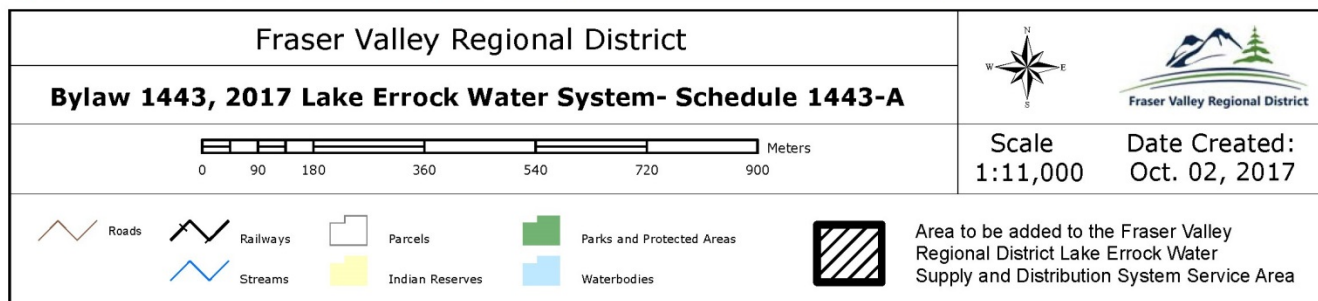 Fraser Valley Regional District
Bylaw 1443, 2017 Lake Errock Water System- Schedule 1443-A
0 90 180 360 540 720 900 Meters
N
W E
S
Fraser Valley Regional District
Scale
1:11,000
Date Created:
Oct. 02, 2017
Roads
Railways
Parcels
Parks and Protected Areas
Streams
Indian Reserves
Waterbodies
Area to be added to the Fraser Valley
Regional District Lake Errock Water
Supply and Distribution System Service Area